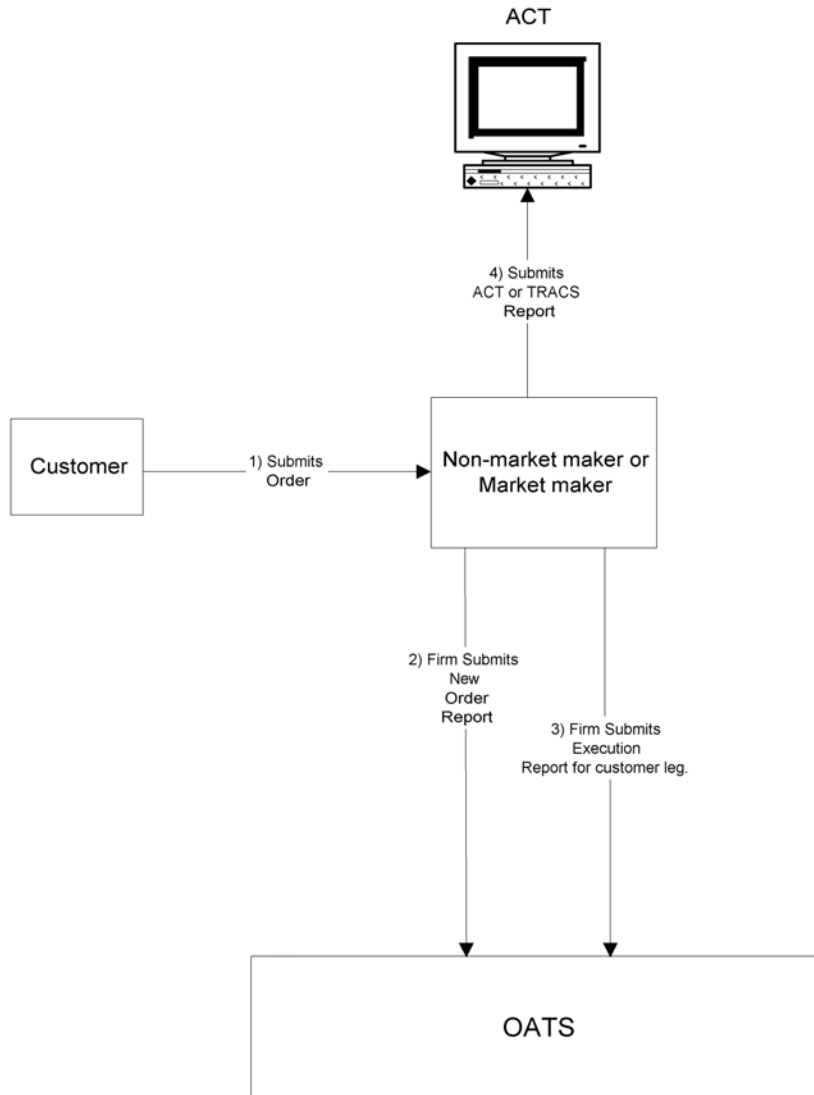 ACT
4) Submits
ACT or TRACS
Report
Customer
1) Submits
Order
Non-market maker or
Market maker
2) Firm Submits
New
Order
Report
3) Firm Submits
Execution
Report for customer leg.
OATS